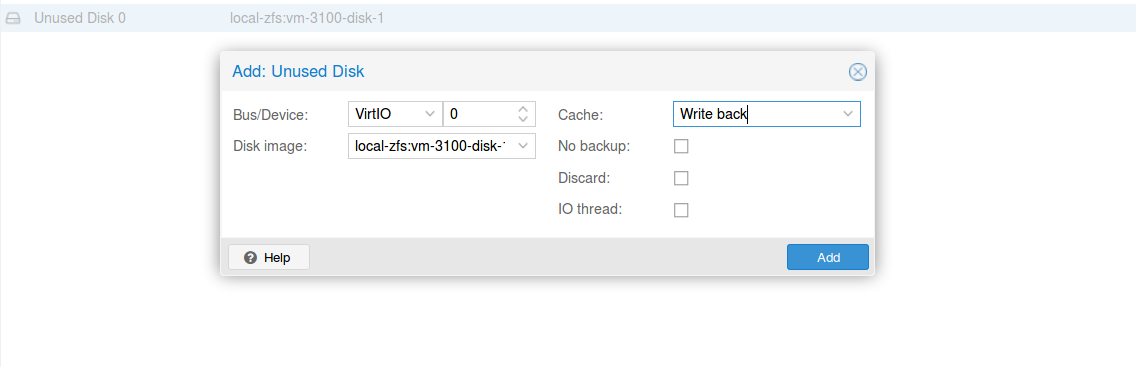 Unused Disk 0 local-zfs:vm-3100-disk-1
Add: Unused Disk
Bus/Device: VirtIO 0 Cache: Write back
Disk image: local-zfs:vm-3100-disk- No backup:
Discard:
IO thread:
Help Add